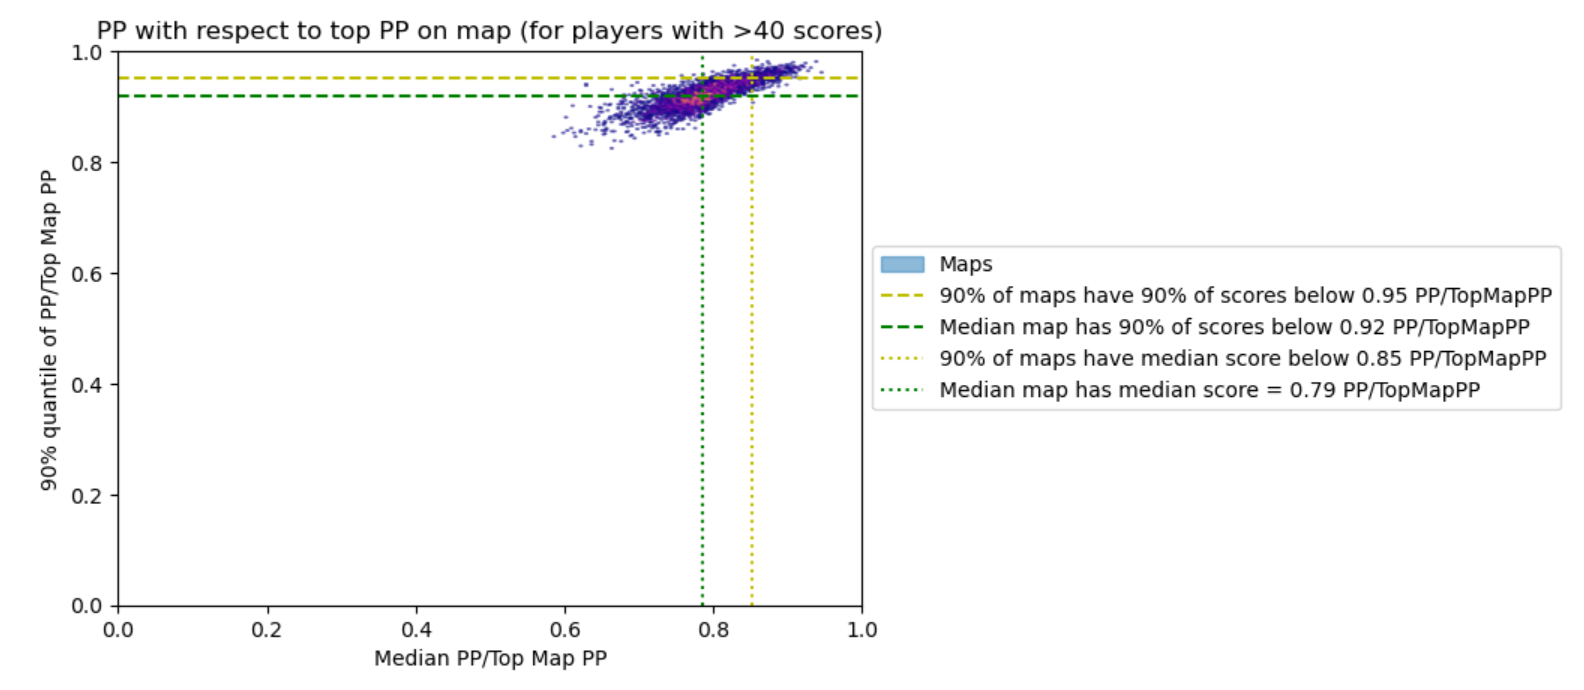 PP with respect to top PP on map (for players with >40 scores)
1.0
0.8
0.6
0.4
0.2
0.0
90% quantile of PP/Top Map PP
0.0 0.2 0.4 0.6 0.8 1.0
Median PP/Top Map PP
Maps
90% of maps have 90% of scores below 0.95 PP/TopMapPP
Median map has 90% of scores below 0.92 PP/TopMapPP
90% of maps have median score below 0.85 PP/TopMapPP
Median map has median score = 0.79 PP/TopMapPP